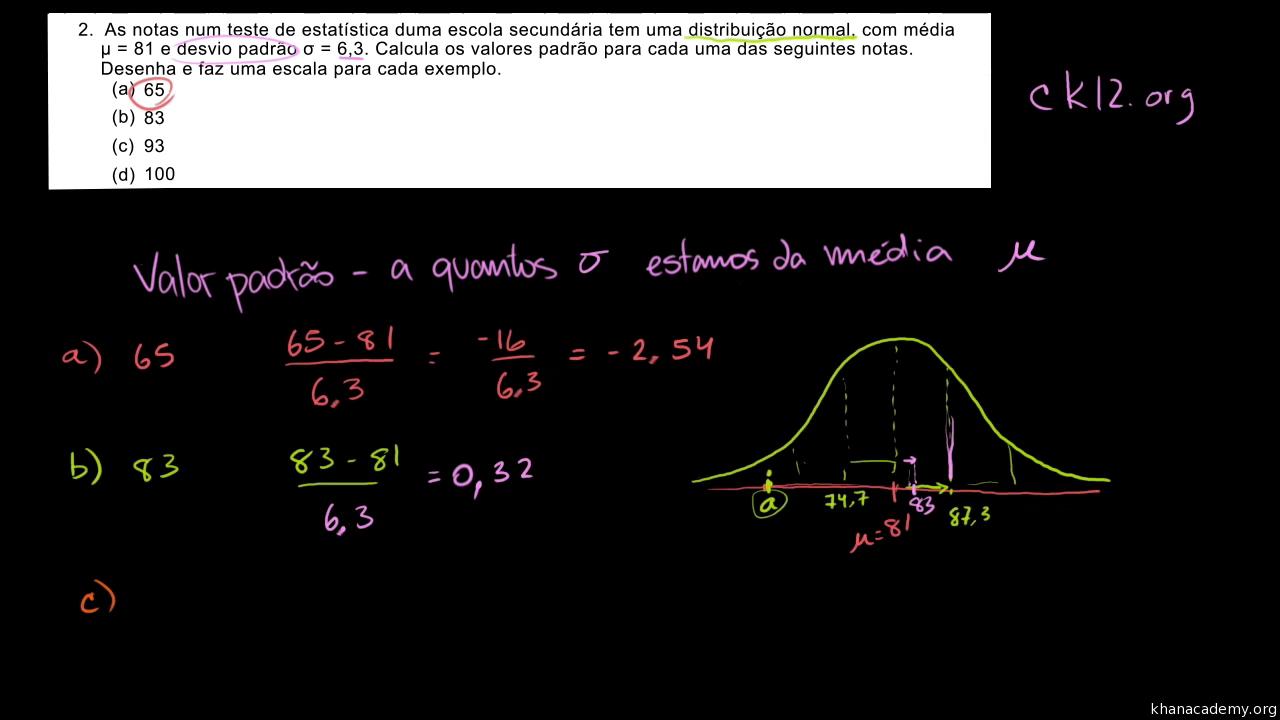 2. As notas num teste de estatística duma escola secundária tem uma distribuição normal, com média
μ = 81 e desvio padrão σ = 6,3. Calcula os valores padrão para cada uma das seguintes notas.
Desenha e faz uma escala para cada exemplo.
(a) 65
(b) 83
(c) 93
(d) 100
ck12.org
Valor padrão - a quantos σ estamos da média μ
a) 65 65 - 81 / 6,3 = -16 / 6,3 = - 2,54
b) 83 83 - 81 / 6,3 = 0,32
a 74,7 83 87,3
μ = 81
c)
khanacademy.org